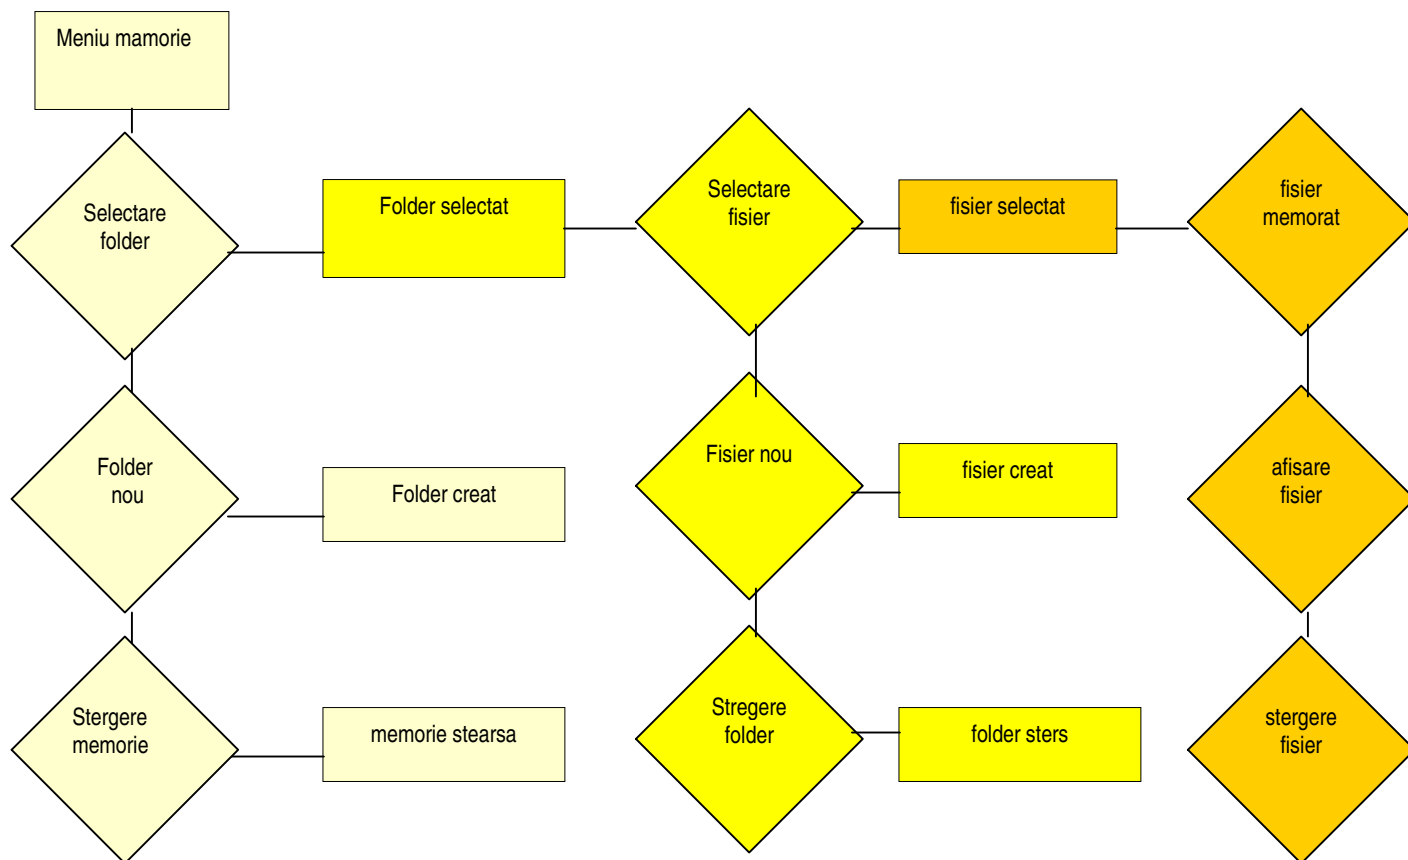 Meniu mamorie
Selectare
folder
Folder selectat
Selectare
fisier
fisier selectat
fisier
memorat
Folder
nou
Folder creat
Fisier nou
fisier creat
afisare
fisier
Stergere
memorie
memorie stearsa
Stregere
folder
folder sters
stergere
fisier